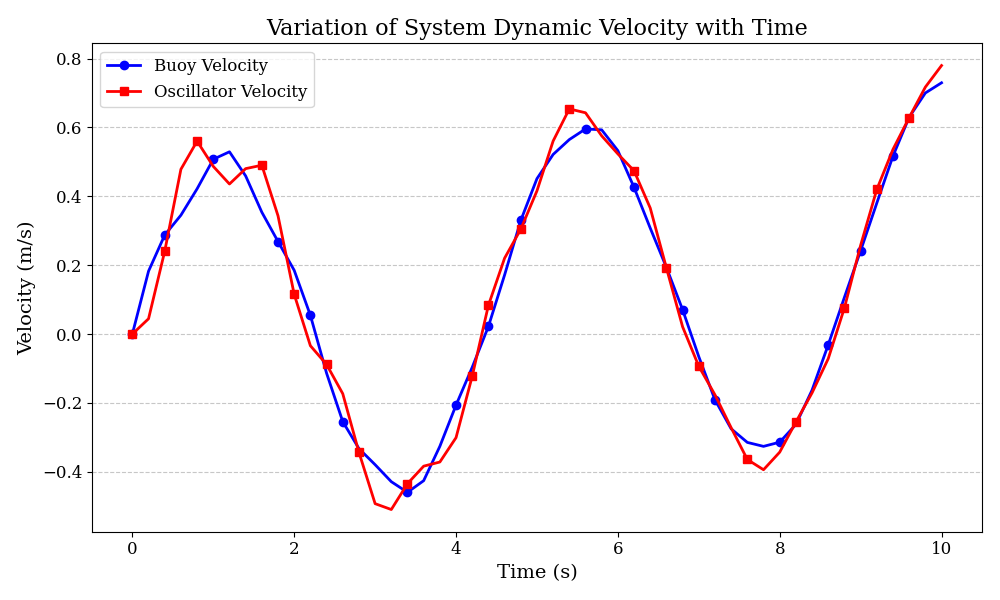 Variation of System Dynamic Velocity with Time
Buoy Velocity
Oscillator Velocity
Velocity (m/s)
0.8
0.6
0.4
0.2
0.0
−0.2
−0.4
0 2 4 6 8 10
Time (s)